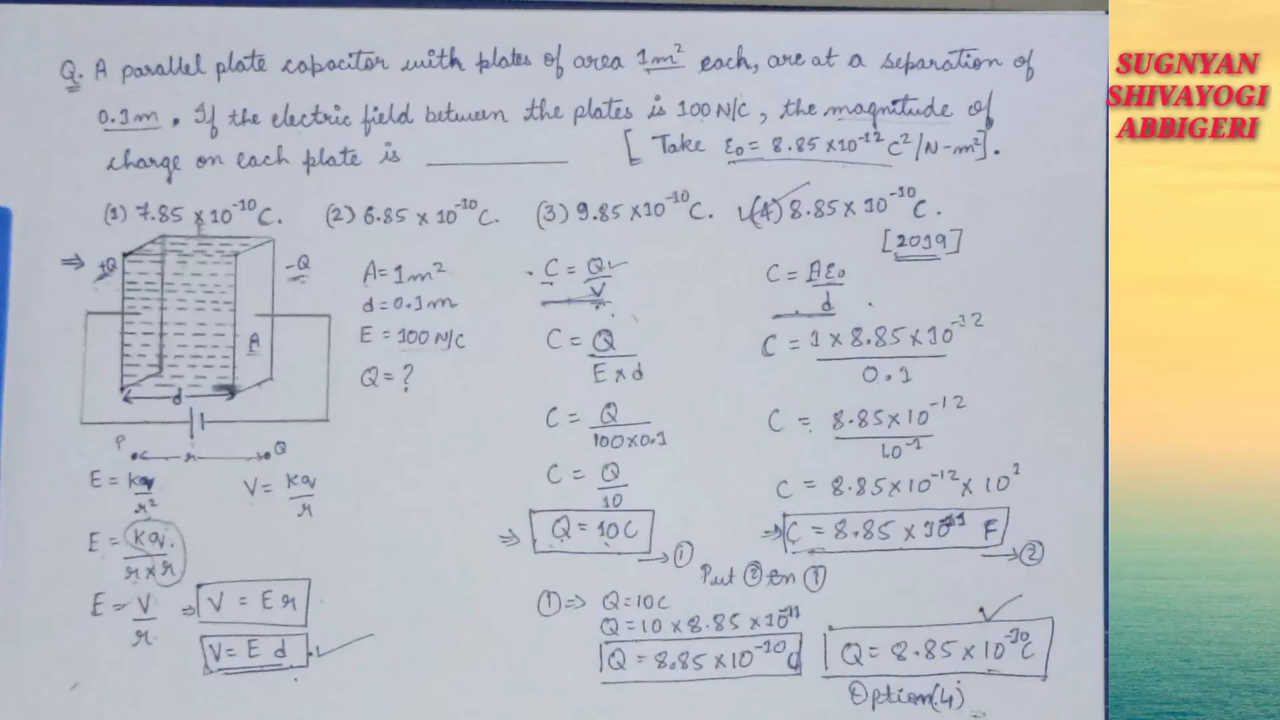 Q. A parallel plate capacitor with plates of area 1m² each, are at a separation of
0.1m. If the electric field between the plates is 100 N/C, the magnitude of
charge on each plate is ________ [Take ε₀ = 8.85 × 10⁻¹² C²/N-m²].
(1) 7.85 × 10⁻¹⁰ C. (2) 6.85 × 10⁻¹⁰ C. (3) 9.85 × 10⁻¹⁰ C. (4) 8.85 × 10⁻¹⁰ C.
[2019]
⇒ +Q -Q
A
d
P r Q
E = kq/r² V = kq/r
E = kq/r×r
E = V/r ⇒ V = Er
V = E d
A = 1m²
d = 0.1m
E = 100 N/C
Q = ?
C = Q/V
C = Q/E×d
C = Q/100×0.1
C = Q/10
⇒ Q = 10C → ①
C = Aε₀/d
C = 1 × 8.85 × 10⁻¹²/0.1
C = 8.85 × 10⁻¹²/10⁻¹
C = 8.85 × 10⁻¹² × 10¹
⇒ C = 8.85 × 10⁻¹¹ F → ②
Put ② in ①
① ⇒ Q = 10C
Q = 10 × 8.85 × 10⁻¹¹
Q = 8.85 × 10⁻¹⁰ C
Q = 8.85 × 10⁻¹⁰ C
Option(4)
SUGNYAN
SHIVAYOGI
ABBIGERI